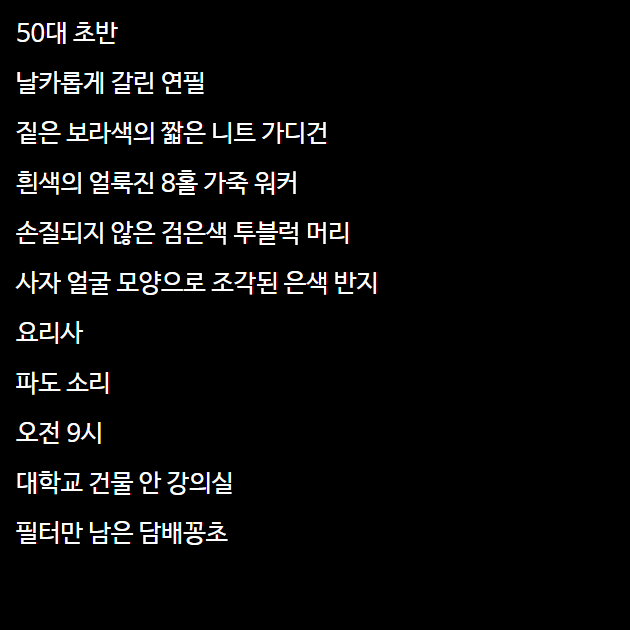 50대 초반
날카롭게 갈린 연필
짙은 보라색의 짧은 니트 가디건
흰색의 얼룩진 8홀 가죽 워커
손질되지 않은 검은색 투블럭 머리
사자 얼굴 모양으로 조각된 은색 반지
요리사
파도 소리
오전 9시
대학교 건물 안 강의실
필터만 남은 담배꽁초